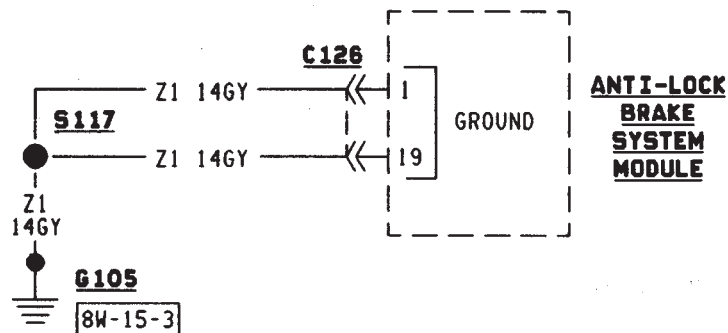 C126
Z1 14GY
1
ANTI-LOCK
BRAKE
SYSTEM
MODULE
S117
GROUND
Z1 14GY
19
Z1
14GY
G105
8W-15-3